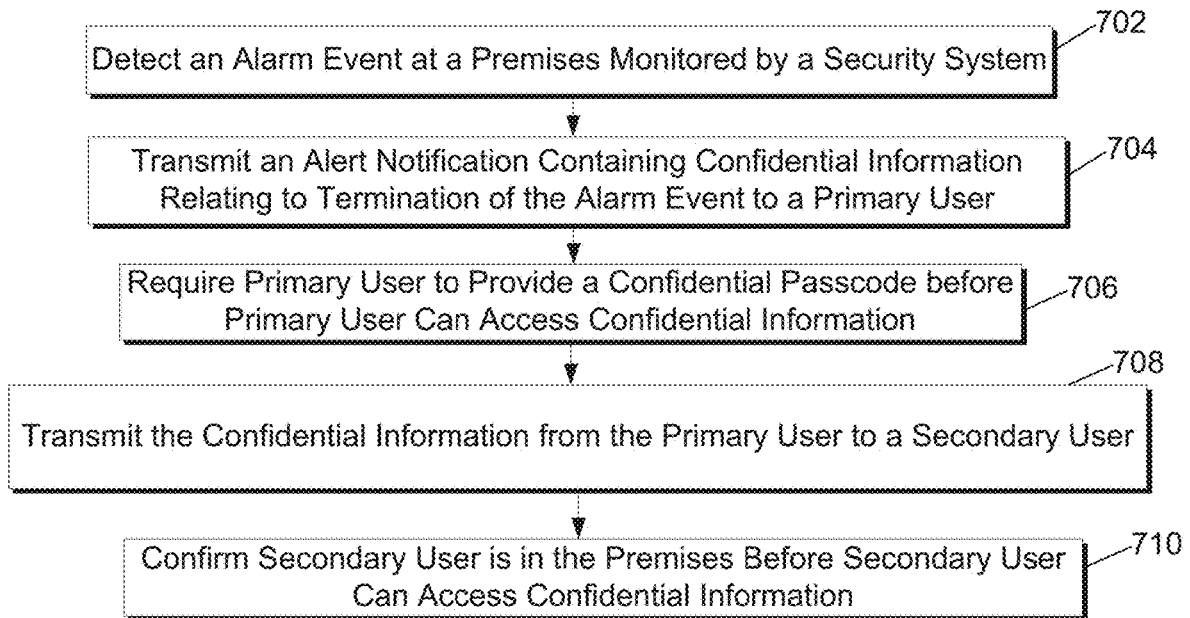 702
Detect an Alarm Event at a Premises Monitored by a Security System
704
Transmit an Alert Notification Containing Confidential Information
Relating to Termination of the Alarm Event to a Primary User
706
Require Primary User to Provide a Confidential Passcode before
Primary User Can Access Confidential Information
708
Transmit the Confidential Information from the Primary User to a Secondary User
710
Confirm Secondary User is in the Premises Before Secondary User
Can Access Confidential Information